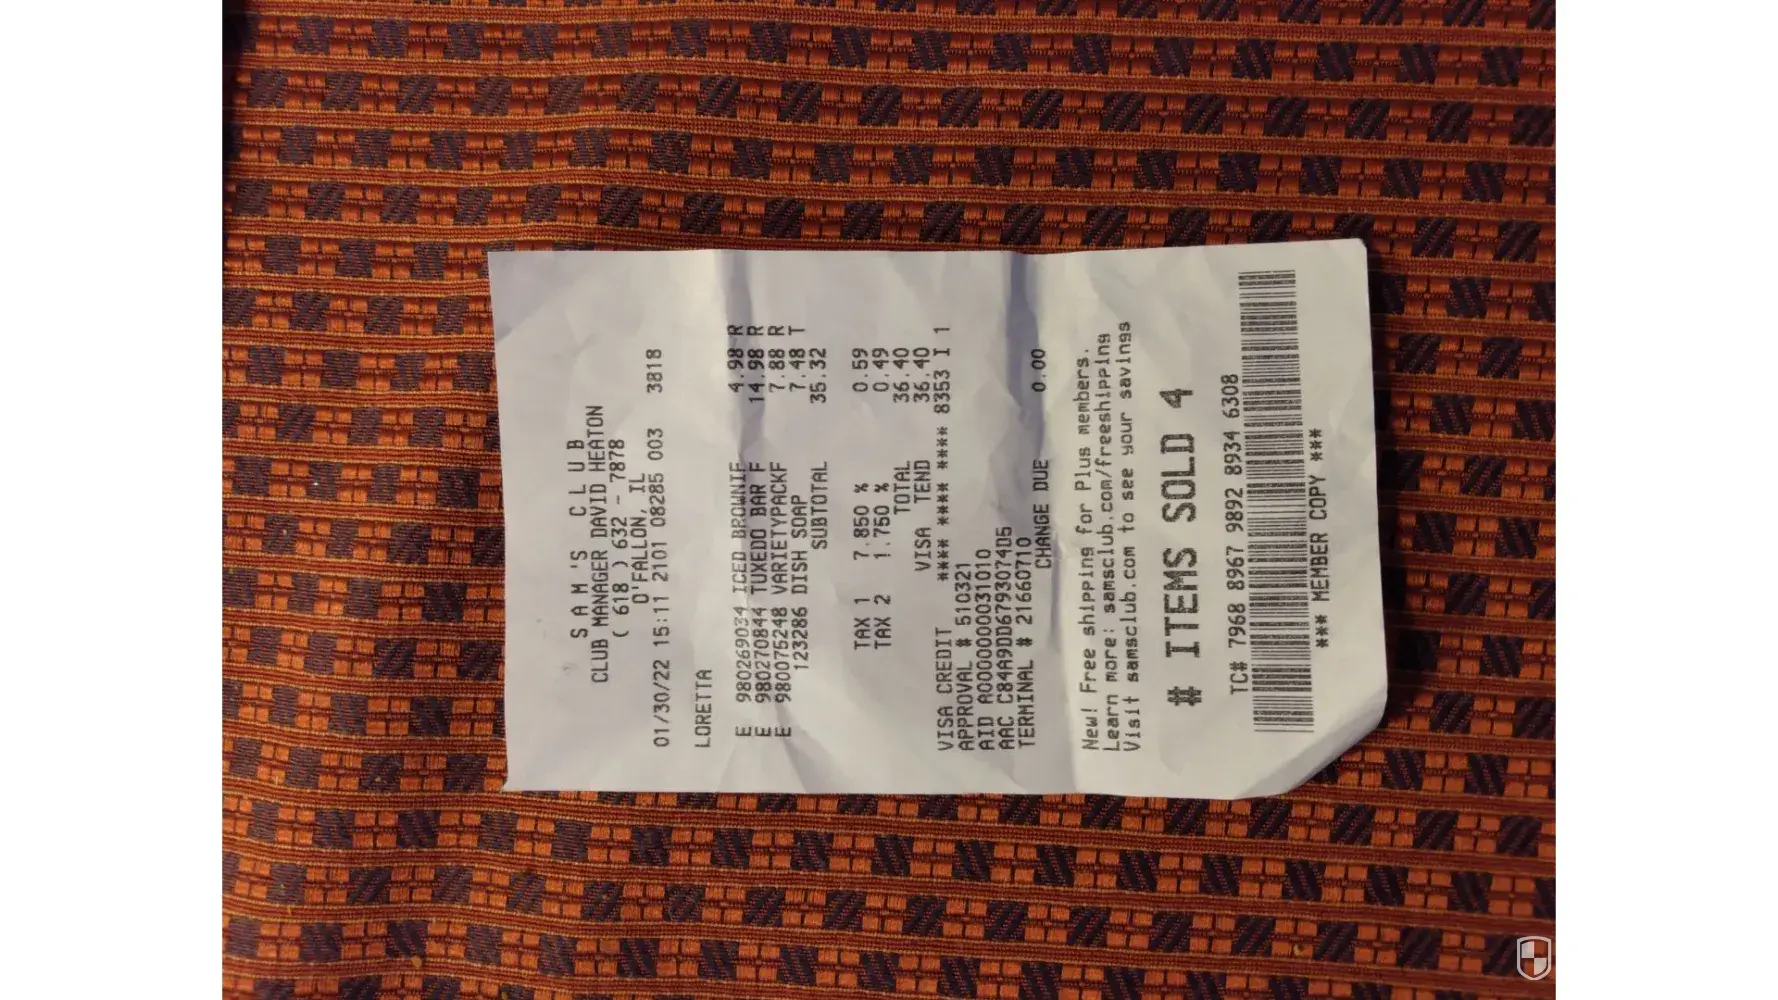 S A M ' S  C L U B
CLUB MANAGER DAVID HEATON
( 618 ) 632 - 7878
O'FALLON, IL
01/30/22 15:11 2101 08285 003 3818
LORETTA
E 980269034 ICED BROWNIF 4.98 R
E 980270844 TUXEDO BAR F 14.98 R
E 980075248 VARIETYPACKF 7.88 R
123286 DISH SOAP 7.48 T
SUBTOTAL 35.32
TAX 1 7.850 % 0.59
TAX 2 1.750 % 0.49
TOTAL 36.40
VISA TEND 36.40
VISA CREDIT **** **** **** 8353 I 1
APPROVAL # 510321
AID A0000000031010
AAC C84A9DD6793074D5
TERMINAL # 21660710
CHANGE DUE 0.00
New! Free shipping for Plus members.
Learn more: samsclub.com/freeshipping
Visit samsclub.com to see your savings
# ITEMS SOLD 4
TC# 7968 8967 9892 8934 6308
*** MEMBER COPY ***